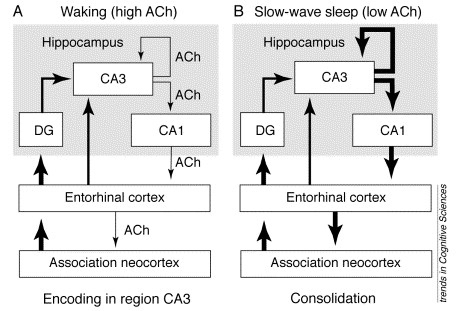 A Waking (high ACh)
Hippocampus
ACh
CA3
ACh
DG
CA1
ACh
Entorhinal cortex
ACh
Association neocortex
Encoding in region CA3
B Slow-wave sleep (low ACh)
Hippocampus
CA3
DG
CA1
Entorhinal cortex
Association neocortex
Consolidation
trends in Cognitive Sciences